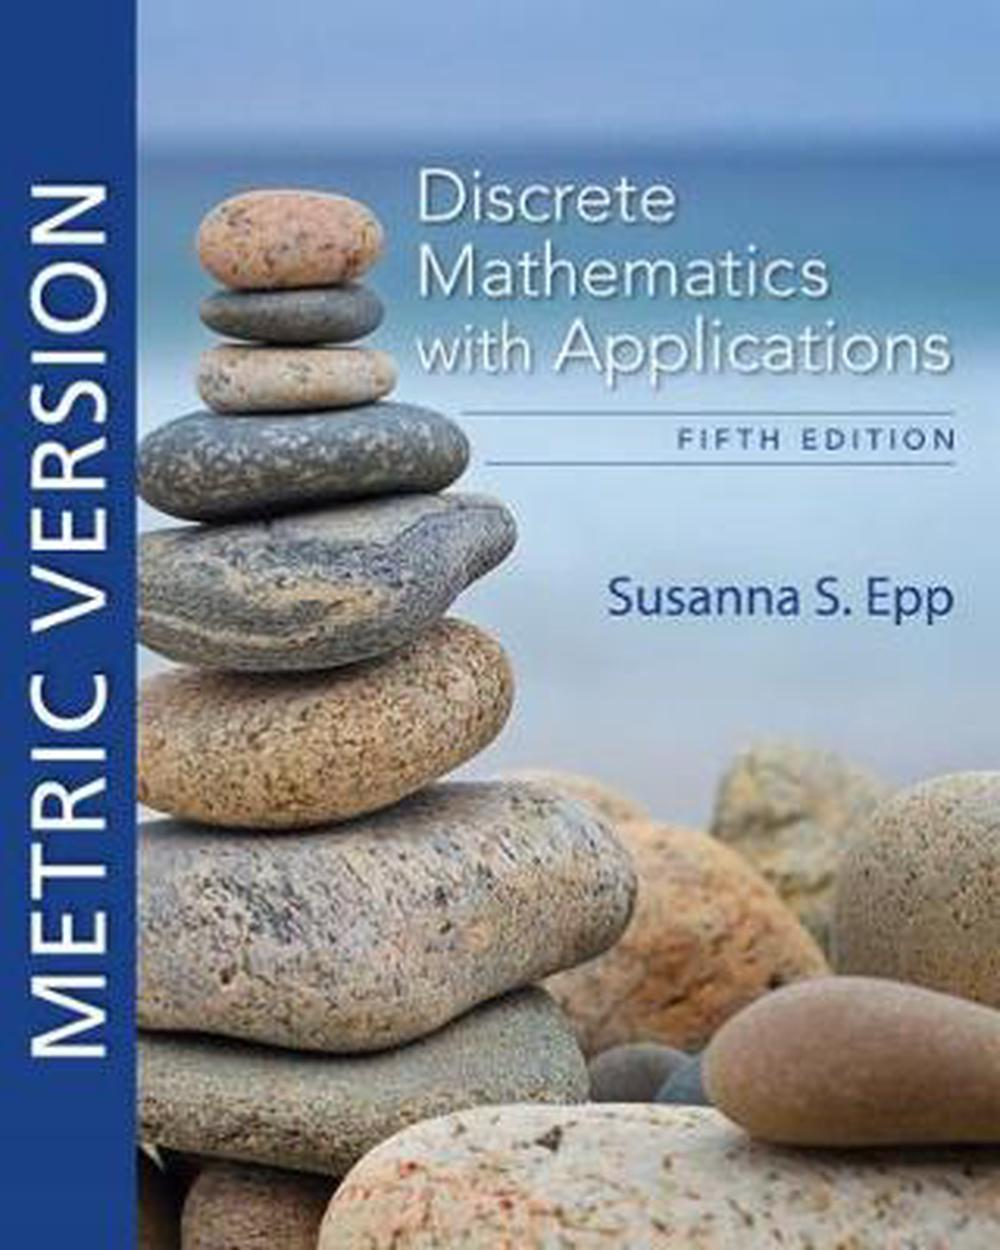 METRIC VERSION
Discrete
Mathematics
with Applications
FIFTH EDITION
Susanna S. Epp